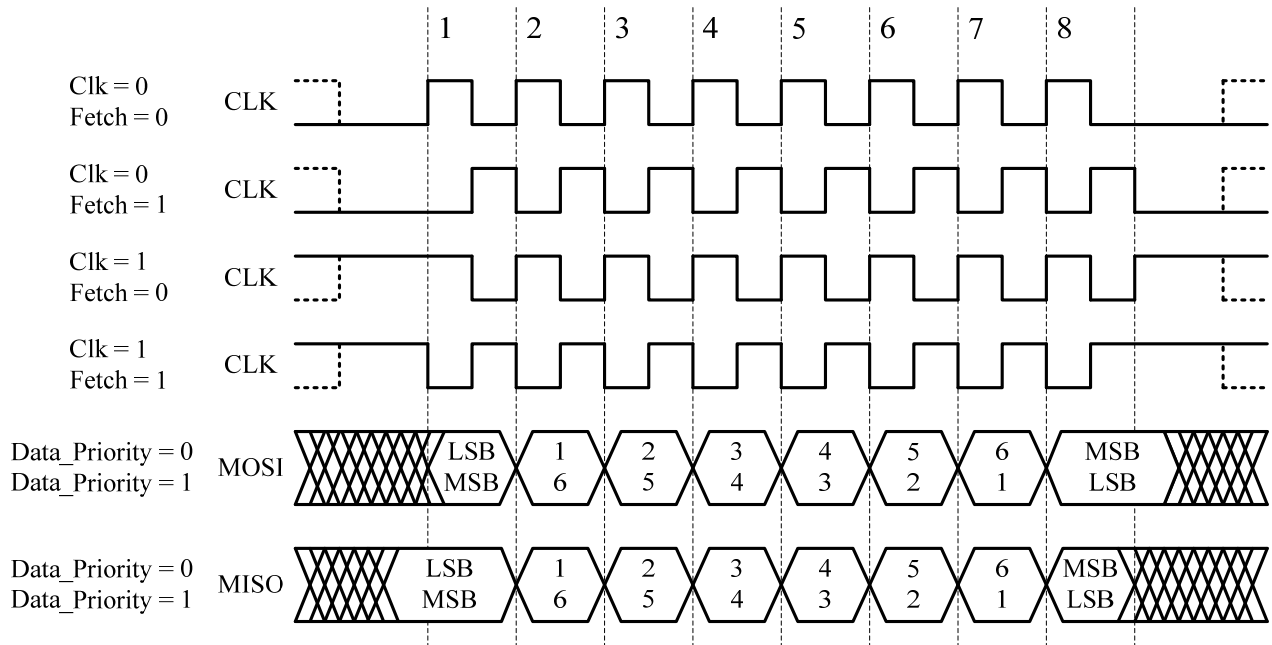 1 2 3 4 5 6 7 8
Clk = 0
Fetch = 0
CLK
Clk = 0
Fetch = 1
CLK
Clk = 1
Fetch = 0
CLK
Clk = 1
Fetch = 1
CLK
Data_Priority = 0
Data_Priority = 1
MOSI
LSB 1 2 3 4 5 6 MSB
MSB 6 5 4 3 2 1 LSB
Data_Priority = 0
Data_Priority = 1
MISO
LSB 1 2 3 4 5 6 MSB
MSB 6 5 4 3 2 1 LSB